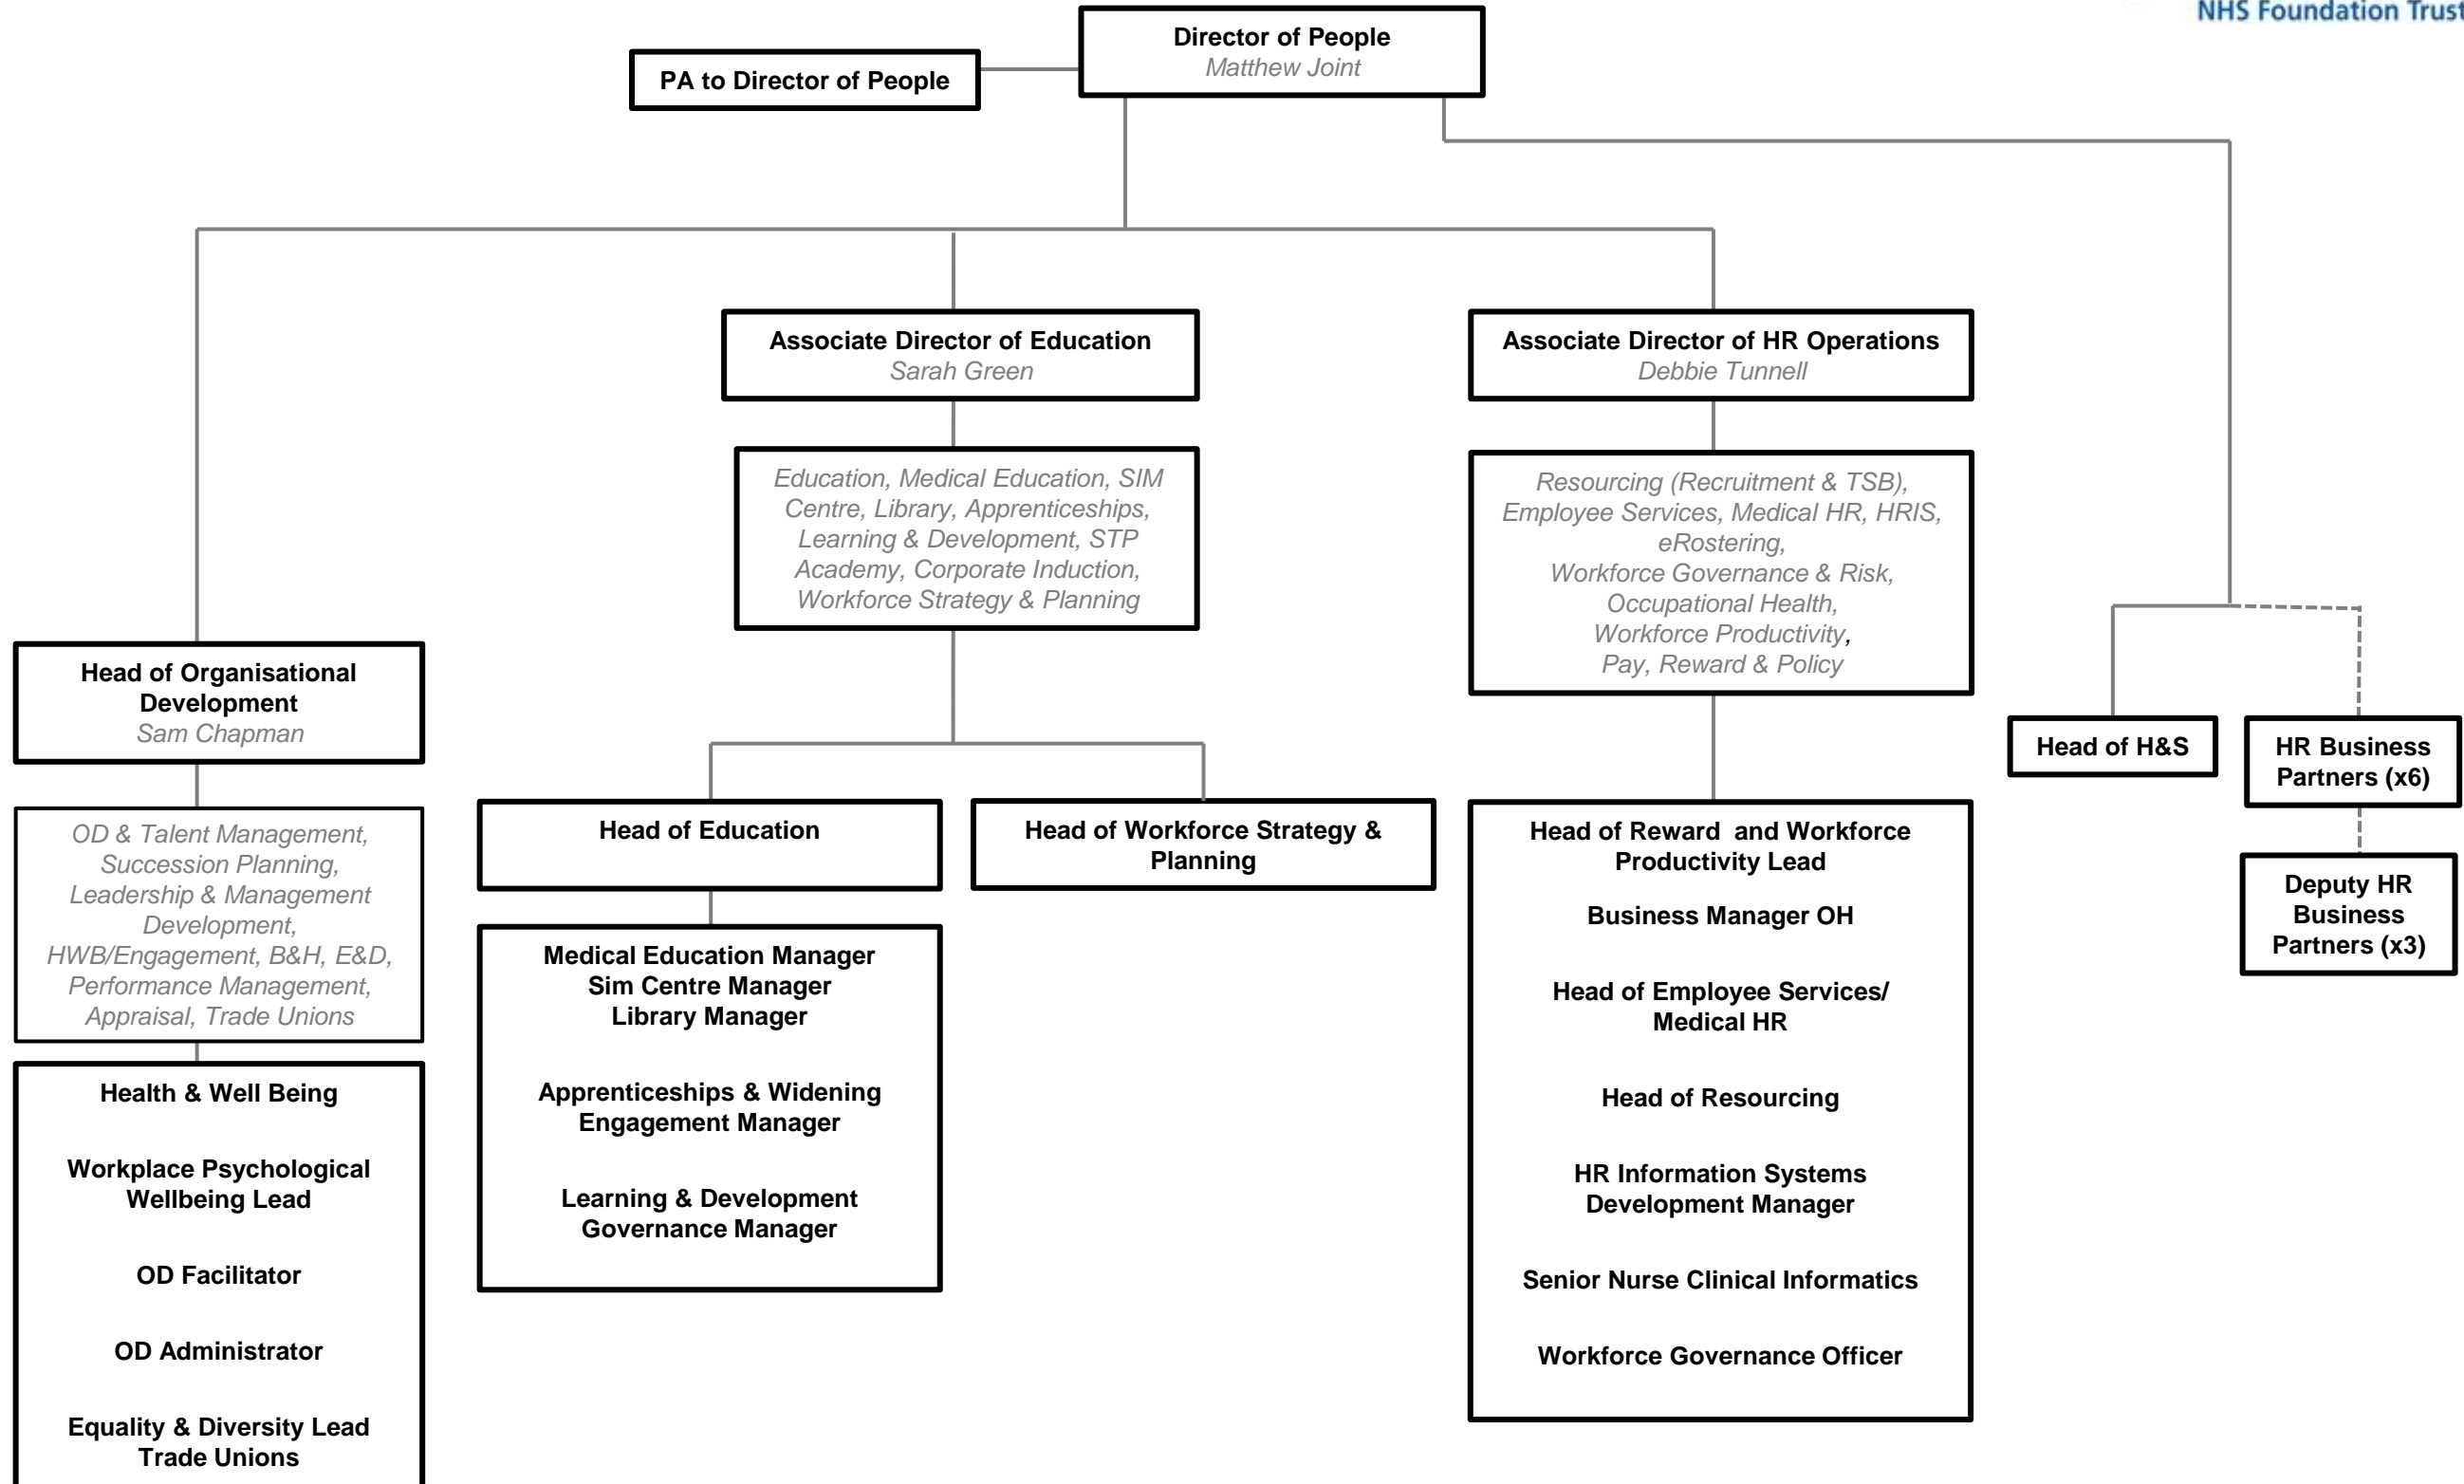 NHS Foundation Trust
Director of People
Matthew Joint
PA to Director of People
Associate Director of Education
Sarah Green
Associate Director of HR Operations
Debbie Tunnell
Education, Medical Education, SIM
Centre, Library, Apprenticeships,
Learning & Development, STP
Academy, Corporate Induction,
Workforce Strategy & Planning
Resourcing (Recruitment & TSB),
Employee Services, Medical HR, HRIS,
eRostering,
Workforce Governance & Risk,
Occupational Health,
Workforce Productivity,
Pay, Reward & Policy
Head of Organisational
Development
Sam Chapman
Head of H&S
HR Business
Partners (x6)
Deputy HR
Business
Partners (x3)
OD & Talent Management,
Succession Planning,
Leadership & Management
Development,
HWB/Engagement, B&H, E&D,
Performance Management,
Appraisal, Trade Unions
Head of Education
Head of Workforce Strategy &
Planning
Head of Reward and Workforce
Productivity Lead
Business Manager OH
Head of Employee Services/
Medical HR
Head of Resourcing
HR Information Systems
Development Manager
Senior Nurse Clinical Informatics
Workforce Governance Officer
Medical Education Manager
Sim Centre Manager
Library Manager
Apprenticeships & Widening
Engagement Manager
Learning & Development
Governance Manager
Health & Well Being
Workplace Psychological
Wellbeing Lead
OD Facilitator
OD Administrator
Equality & Diversity Lead
Trade Unions